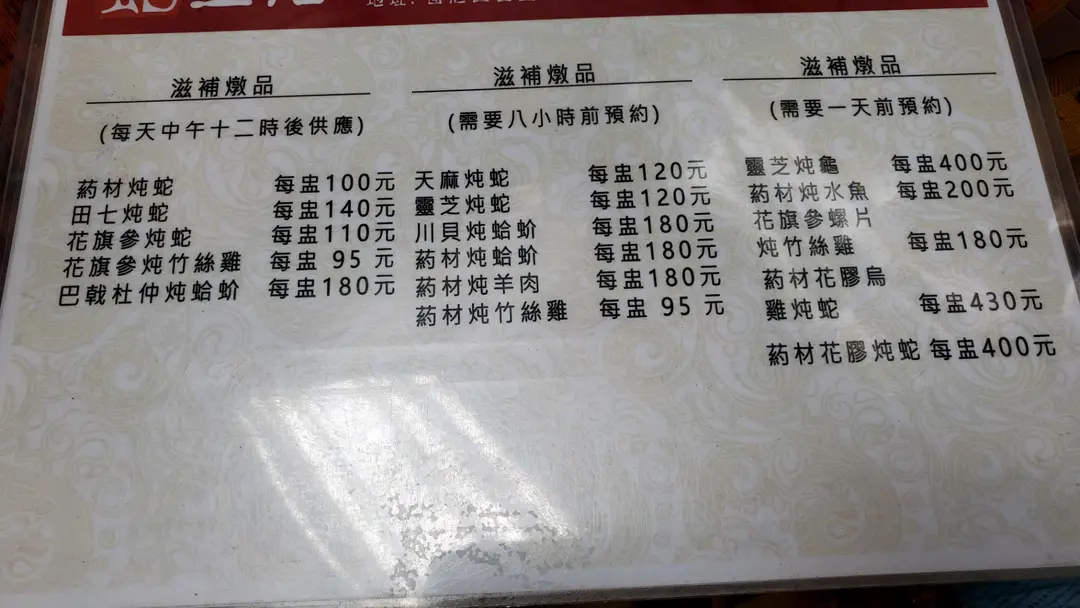 滋補燉品
(每天中午十二時後供應)
葯材炖蛇 每盅100元
田七炖蛇 每盅140元
花旗參炖蛇 每盅110元
花旗參炖竹絲雞 每盅 95 元
巴戟杜仲炖蛤蚧 每盅180元
滋補燉品
(需要八小時前預約)
天麻炖蛇 每盅120元
靈芝炖蛇 每盅120元
川貝炖蛤蚧 每盅180元
葯材炖蛤蚧 每盅180元
葯材炖羊肉 每盅180元
葯材炖竹絲雞 每盅 95 元
滋補燉品
(需要一天前預約)
靈芝炖龜 每盅400元
葯材炖水魚 每盅200元
花旗參螺片
炖竹絲雞 每盅180元
葯材花膠烏
雞炖蛇 每盅430元
葯材花膠炖蛇 每盅400元